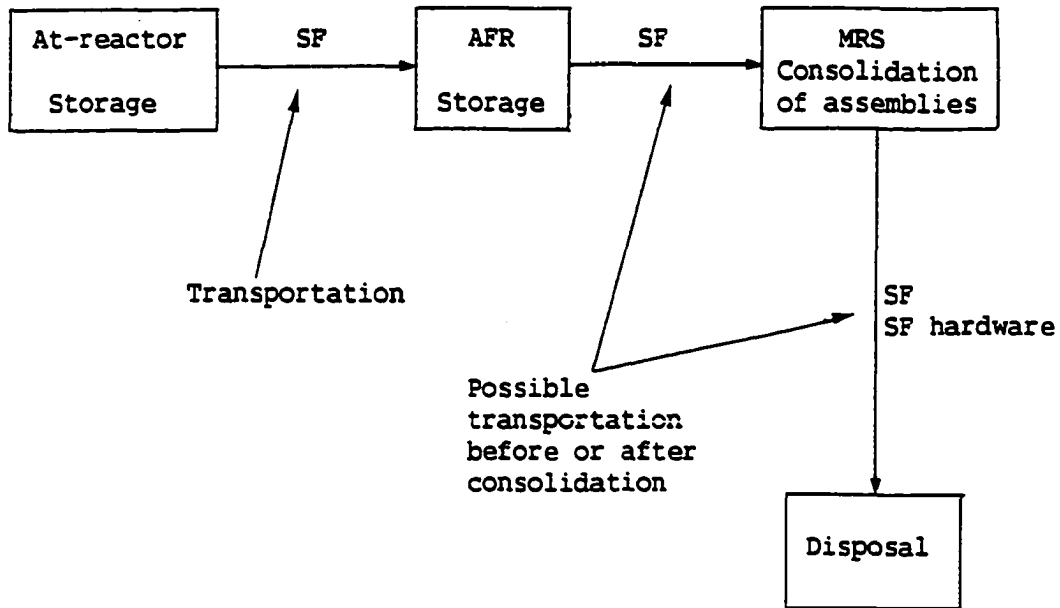 At-reactor
Storage
SF
AFR
Storage
SF
MRS
Consolidation
of assemblies
Transportation
SF
SF hardware
Possible
transportation
before or after
consolidation
Disposal